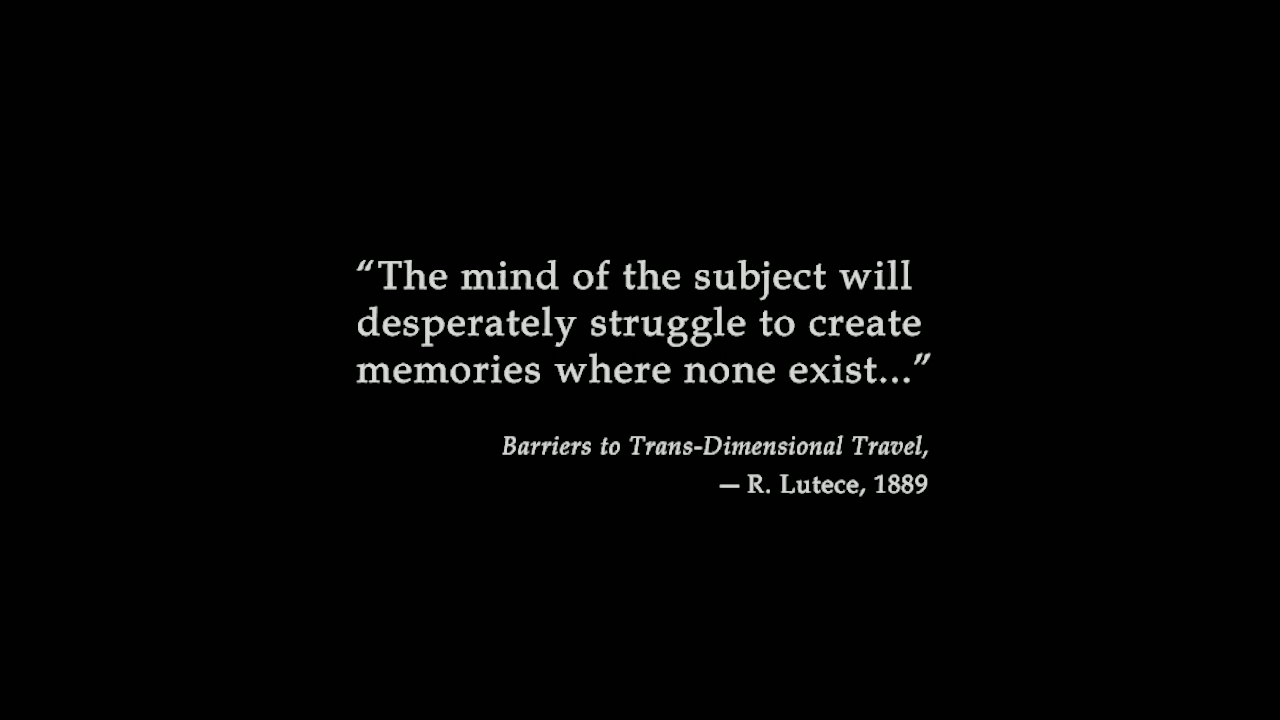 “The mind of the subject will
desperately struggle to create
memories where none exist...”
Barriers to Trans-Dimensional Travel,
— R. Lutece, 1889